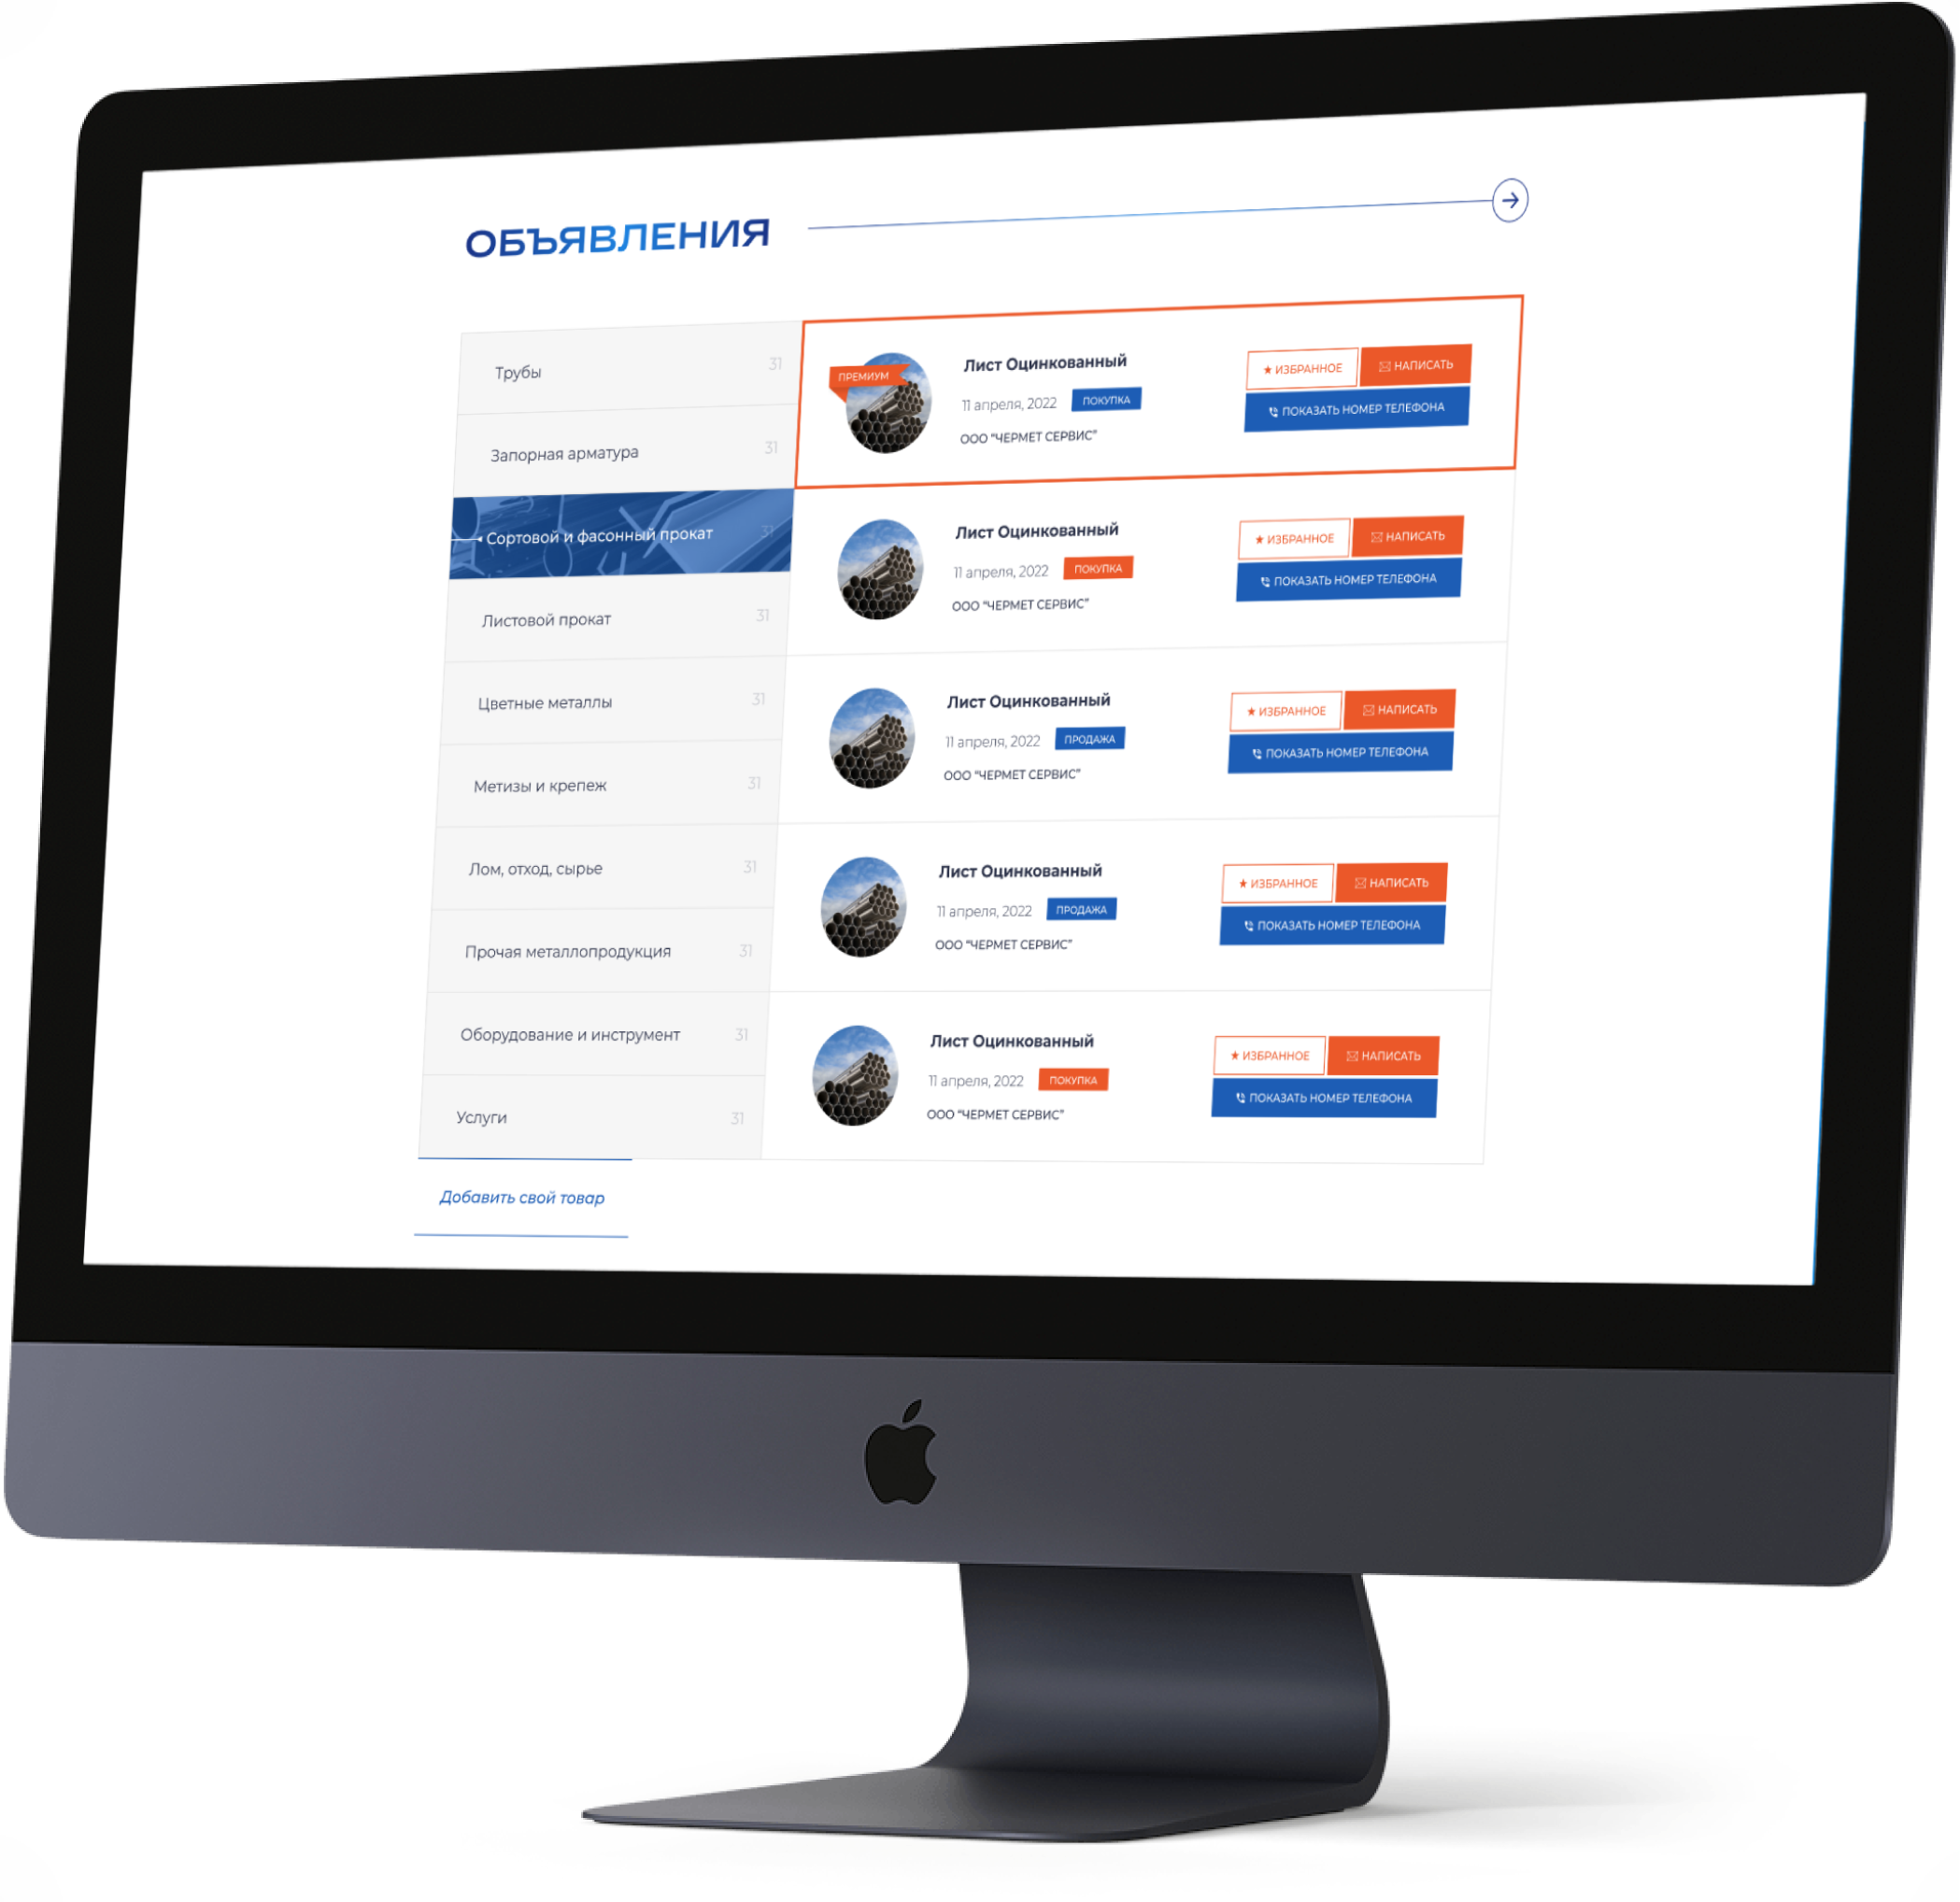 ОБЪЯВЛЕНИЯ
Трубы 31
Запорная арматура 31
Сортовой и фасонный прокат 31
Листовой прокат 31
Цветные металлы 31
Метизы и крепеж 31
Лом, отход, сырье 31
Прочая металлопродукция 31
Оборудование и инструмент 31
Услуги 31
Добавить свой товар
ПРЕМИУМ
Лист Оцинкованный
11 апреля, 2022 ПОКУПКА
ООО “ЧЕРМЕТ СЕРВИС”
ИЗБРАННОЕ НАПИСАТЬ
ПОКАЗАТЬ НОМЕР ТЕЛЕФОНА
Лист Оцинкованный
11 апреля, 2022 ПОКУПКА
ООО “ЧЕРМЕТ СЕРВИС”
ИЗБРАННОЕ НАПИСАТЬ
ПОКАЗАТЬ НОМЕР ТЕЛЕФОНА
Лист Оцинкованный
11 апреля, 2022 ПРОДАЖА
ООО “ЧЕРМЕТ СЕРВИС”
ИЗБРАННОЕ НАПИСАТЬ
ПОКАЗАТЬ НОМЕР ТЕЛЕФОНА
Лист Оцинкованный
11 апреля, 2022 ПРОДАЖА
ООО “ЧЕРМЕТ СЕРВИС”
ИЗБРАННОЕ НАПИСАТЬ
ПОКАЗАТЬ НОМЕР ТЕЛЕФОНА
Лист Оцинкованный
11 апреля, 2022 ПОКУПКА
ООО “ЧЕРМЕТ СЕРВИС”
ИЗБРАННОЕ НАПИСАТЬ
ПОКАЗАТЬ НОМЕР ТЕЛЕФОНА